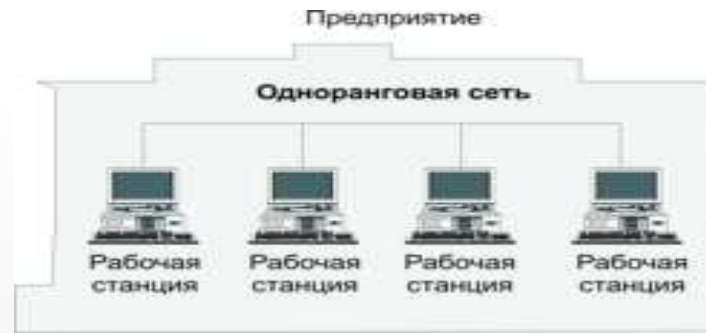 Предприятие
Одноранговая сеть
Рабочая
станция
Рабочая
станция
Рабочая
станция
Рабочая
станция